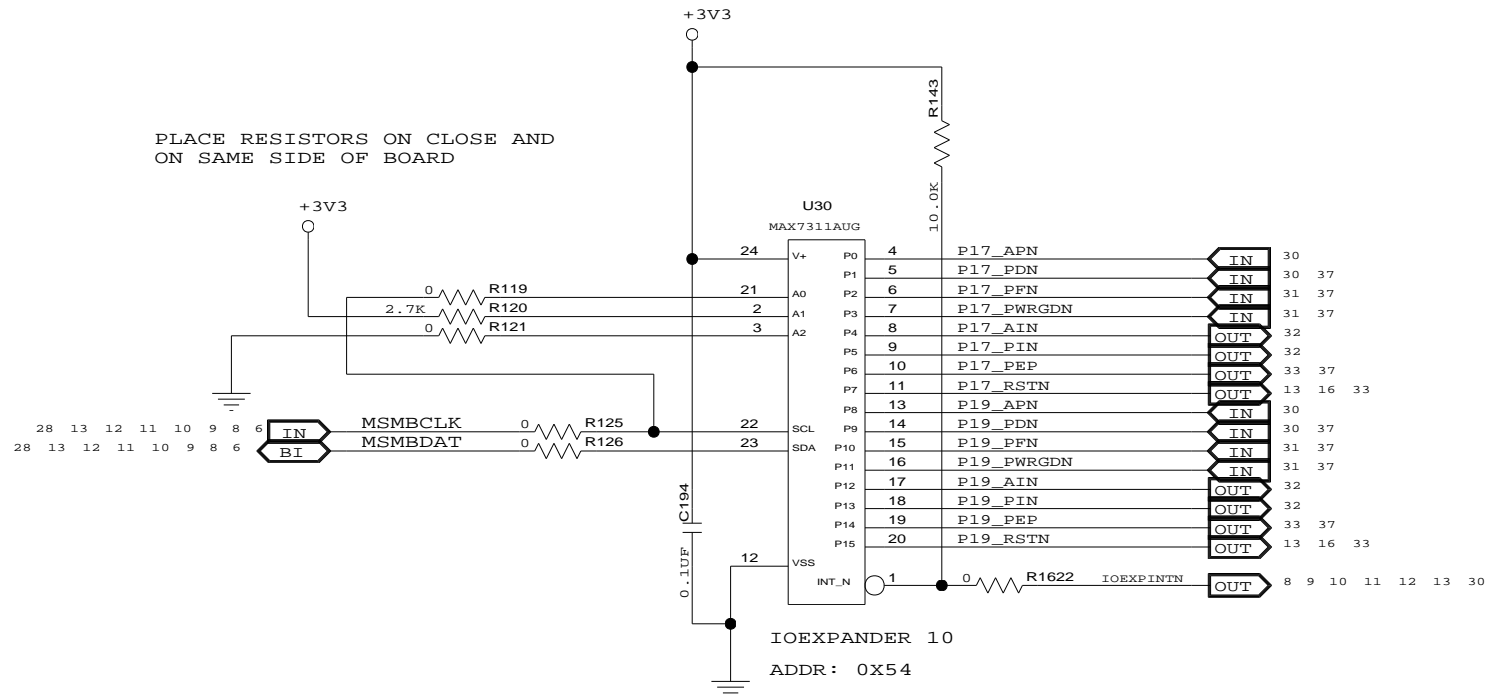 +3V3
R143
10.0K
PLACE RESISTORS ON CLOSE AND
ON SAME SIDE OF BOARD
+3V3
U30
MAX7311AUG
24 V+ P0 4 P17_APN IN 30
P1 5 P17_PDN IN 30 37
0 R119 21 A0 P2 6 P17_PFN IN 31 37
2.7K R120 2 A1 P3 7 P17_PWRGDN IN 31 37
0 R121 3 A2 P4 8 P17_AIN OUT 32
P5 9 P17_PIN OUT 32
P6 10 P17_PEP OUT 33 37
P7 11 P17_RSTN OUT 13 16 33
P8 13 P19_APN IN 30
28 13 12 11 10 9 8 6 IN MSMBCLK 0 R125 22 SCL P9 14 P19_PDN IN 30 37
28 13 12 11 10 9 8 6 BI MSMBDAT 0 R126 23 SDA P10 15 P19_PFN IN 31 37
P11 16 P19_PWRGDN IN 31 37
P12 17 P19_AIN OUT 32
P13 18 P19_PIN OUT 32
P14 19 P19_PEP OUT 33 37
P15 20 P19_RSTN OUT 13 16 33
C194
0.1UF
12 VSS
INT_N 1 0 R1622 IOEXPINTN OUT 8 9 10 11 12 13 30
IOEXPANDER 10
ADDR: 0X54